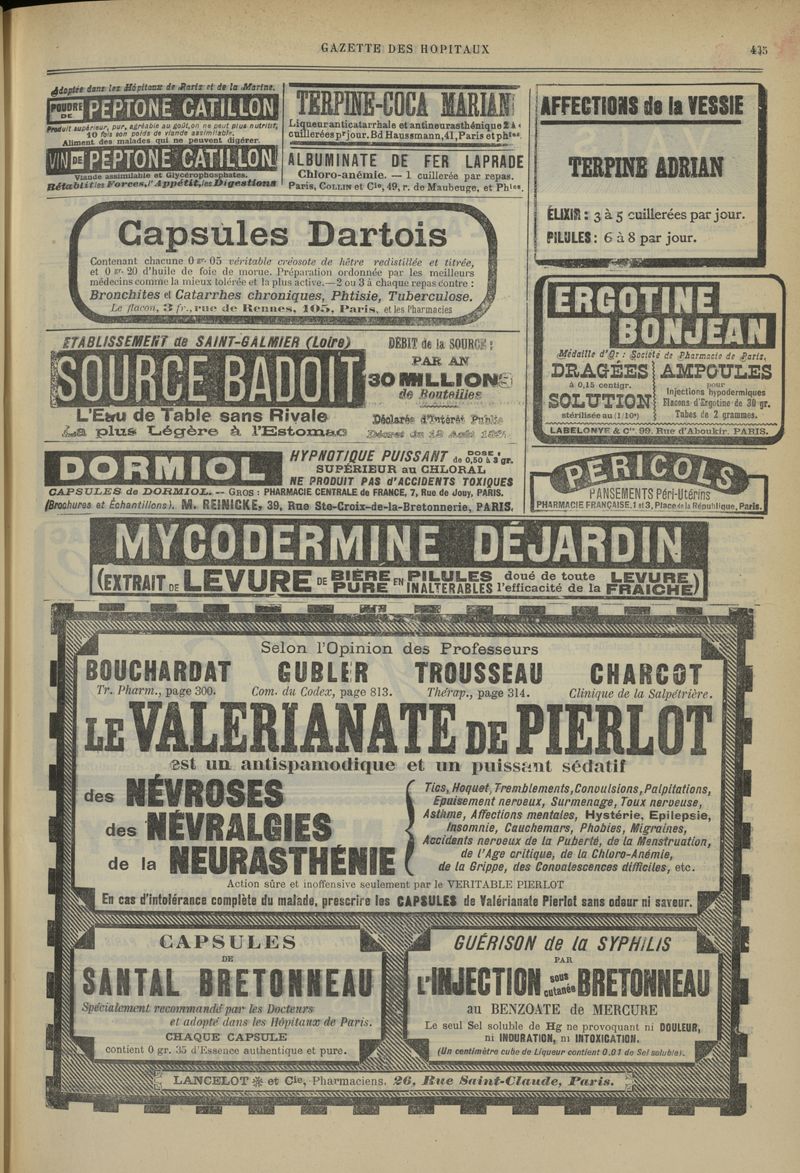 GAZETTE DES HOPITAUX
435
Adoptée dans les Hôpitaux de Paris et de la Marine.
POUDRE DE PEPTONE CATILLON
Produit supérieur, pur, agréable au goût, on ne peut plus nutritif,
10 fois son poids de viande assimilable.
Aliment des malades qui ne peuvent digérer.
VIN DE PEPTONE CATILLON
Viande assimilable et Glycérophosphates.
Rétablit les Forces, l'Appétit, les Digestions
TERPINE-COCA MARIANI
Liqueur anticatarrhale et antineurasthénique 2 à 4
cuillerées pr jour. Bd Haussmann, 41, Paris et phies.
ALBUMINATE DE FER LAPRADE
Chloro-anémie. — 1 cuillerée par repas.
Paris, COLLIN et Cie, 49, r. de Maubeuge, et Phies.
AFFECTIONS de la VESSIE
TERPINE ADRIAN
ÉLIXIR : 3 à 5 cuillerées par jour.
PILULES : 6 à 8 par jour.
Capsules Dartois
Contenant chacune 0 gr. 05 véritable créosote de hêtre redistillée et titrée,
et 0 gr. 20 d'huile de foie de morue. Préparation ordonnée par les meilleurs
médecins comme la mieux tolérée et la plus active. — 2 ou 3 à chaque repas contre :
Bronchites et Catarrhes chroniques, Phtisie, Tuberculose.
Le flacon, 3 fr., rue de Rennes, 105, Paris, et les Pharmacies
ERGOTINE
BONJEAN
Médaille d'Or : Société de Pharmacie de Paris.
DRAGÉES
à 0,15 centigr.
SOLUTION
stérilisée au (1/10e)
AMPOULES
pour
Injections hypodermiques
Flacons d'Ergotine de 30 gr.
Tubes de 2 grammes.
LABELONYE & Cie, 99, Rue d'Aboukir, PARIS.
ETABLISSEMENT de SAINT-GALMIER (Loire)
SOURCE BADOIT
L'Eau de Table sans Rivale
La plus Légère à l'Estomac
DÉBIT de la SOURCE :
PAR AN
30 MILLIONS
de Bouteilles
Déclarée d'Intérêt Public
Décret du 12 Août 1897
DORMIOL
HYPNOTIQUE PUISSANT DOSE : de 0,50 à 3 gr.
SUPÉRIEUR au CHLORAL
NE PRODUIT PAS d'ACCIDENTS TOXIQUES
CAPSULES de DORMIOL. — GROS : PHARMACIE CENTRALE de FRANCE, 7, Rue de Jouy, PARIS.
(Brochures et Échantillons). M. REINICKE, 39, Rue Ste-Croix-de-la-Bretonnerie, PARIS.
PERICOLS
PANSEMENTS Péri-Utérins
PHARMACIE FRANÇAISE, 1 et 3, Place de la République, Paris.
MYCODERMINE DÉJARDIN
(EXTRAIT DE LEVURE DE BIÈRE PURE EN PILULES INALTERABLES doué de toute l'efficacité de la LEVURE FRAICHE)
Selon l'Opinion des Professeurs
BOUCHARDAT GUBLER TROUSSEAU CHARCOT
Tr. Pharm., page 300. Com. du Codex, page 813. Thérap., page 314. Clinique de la Salpêtrière.
LE VALERIANATE DE PIERLOT
est un antispamodique et un puissant sédatif
des NÉVROSES
des NÉVRALGIES
de la NEURASTHÉNIE
Tics, Hoquet, Tremblements, Convulsions, Palpitations,
Epuisement nerveux, Surmenage, Toux nerveuse,
Asthme, Affections mentales, Hystérie, Epilepsie,
Insomnie, Cauchemars, Phobies, Migraines,
Accidents nerveux de la Puberté, de la Menstruation,
de l'Age critique, de la Chloro-Anémie,
de la Grippe, des Convalescences difficiles, etc.
Action sûre et inoffensive seulement par le VERITABLE PIERLOT
En cas d'intolérance complète du malade, prescrire les CAPSULES de Valérianate Pierlot sans odeur ni saveur.
CAPSULES
DE
SANTAL BRETONNEAU
Spécialement recommandé par les Docteurs
et adopté dans les Hôpitaux de Paris.
CHAQUE CAPSULE
contient 0 gr. 35 d'Essence authentique et pure.
GUÉRISON de la SYPHILIS
PAR
L'INJECTION sous cutanée BRETONNEAU
au BENZOATE de MERCURE
Le seul Sel soluble de Hg ne provoquant ni DOULEUR,
ni INDURATION, ni INTOXICATION.
(Un centimètre cube de Liqueur contient 0.01 de Sel soluble).
LANCELOT et Cie, Pharmaciens, 26, Rue Saint-Claude, Paris.